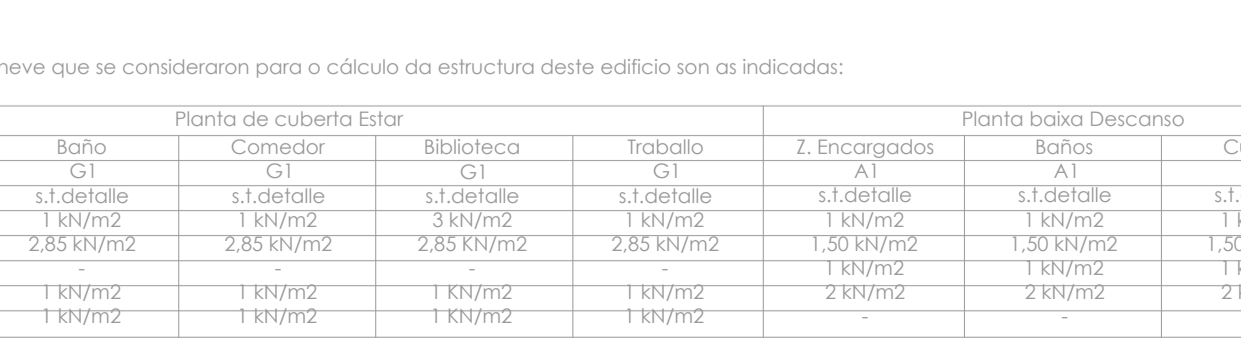 neve que se consideraron para o cálculo da estructura deste edificio son as indicadas:
Planta de cuberta Estar Planta baixa Descanso
Baño Comedor Biblioteca Traballo Z. Encargados Baños
G1 G1 G1 G1 A1 A1
s.t.detalle s.t.detalle s.t.detalle s.t.detalle s.t.detalle s.t.detalle s.t.
1 kN/m2 1 kN/m2 3 kN/m2 1 kN/m2 1 kN/m2 1 kN/m2 1
2,85 kN/m2 2,85 kN/m2 2,85 KN/m2 2,85 kN/m2 1,50 kN/m2 1,50 kN/m2 1,50
- - - - 1 kN/m2 1 kN/m2 1
1 kN/m2 1 kN/m2 1 KN/m2 1 kN/m2 2 kN/m2 2 kN/m2 2
1 kN/m2 1 kN/m2 1 KN/m2 1 kN/m2 - -